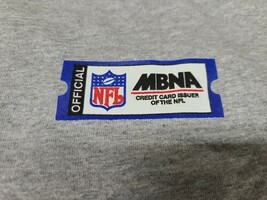 OFFICIAL
NFL
MBNA
CREDIT CARD ISSUER
OF THE NFL